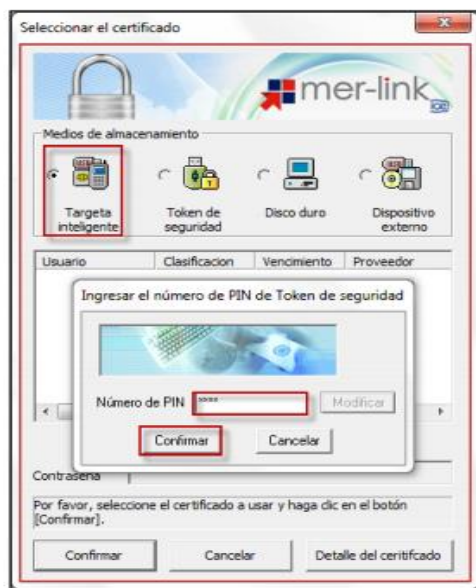 Seleccionar el certificado
mer-link
Medios de almacenamiento
Targeta inteligente
Token de seguridad
Disco duro
Dispositivo externo
Usuario Clasificacion Vencimiento Proveedor
Ingresar el número de PIN de Token de seguridad
Número de PIN **** Modificar
Confirmar Cancelar
Contraseña
Por favor, seleccione el certificado a usar y haga clic en el botón
[Confirmar].
Confirmar Cancelar Detalle del ceritifcado